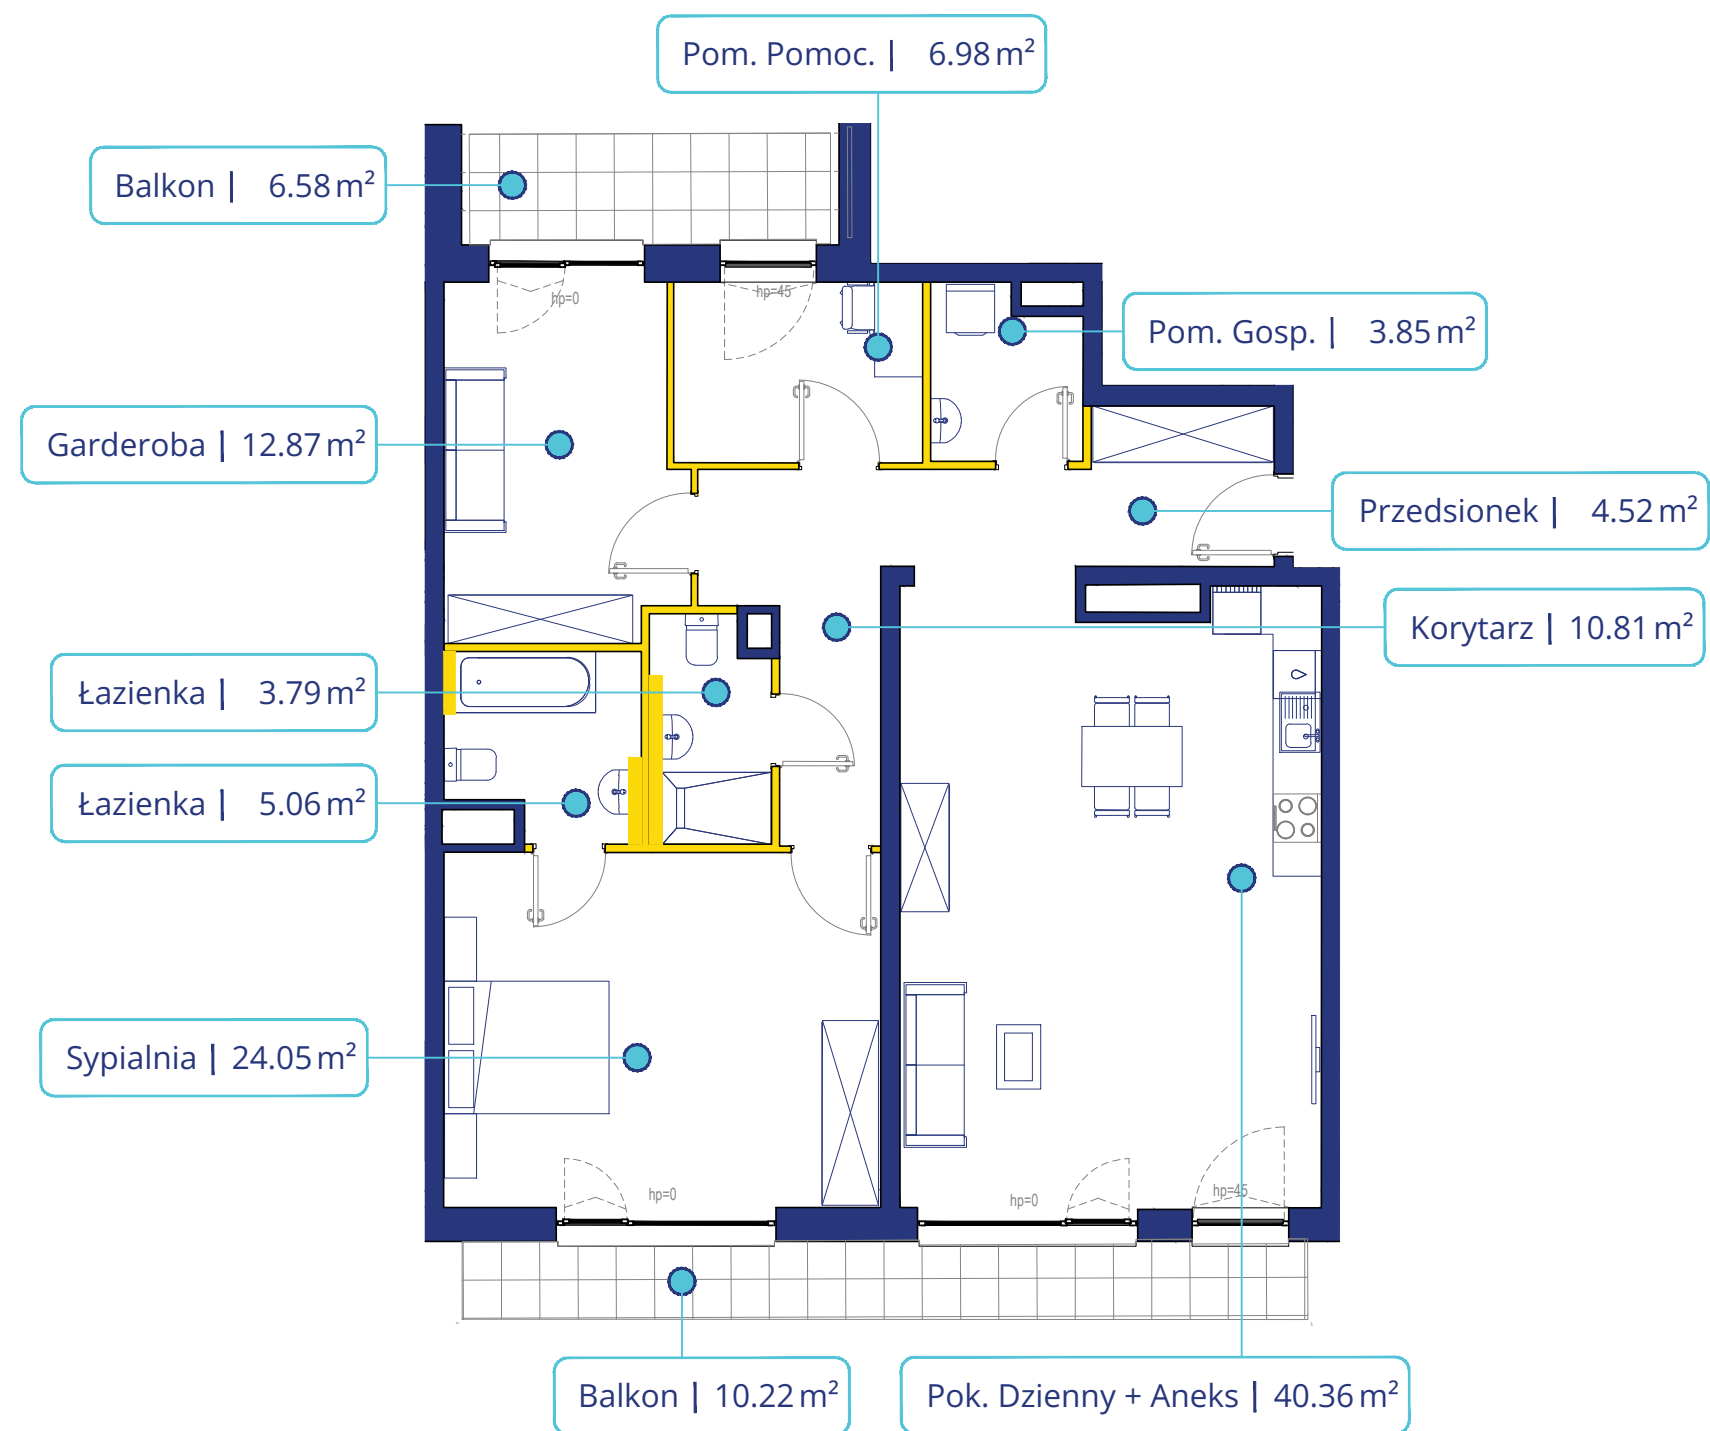 Pom. Pomoc. | 6.98 m²
Balkon | 6.58 m²
hp=0
hp=45
Pom. Gosp. | 3.85 m²
Garderoba | 12.87 m²
Przedsionek | 4.52 m²
Korytarz | 10.81 m²
Łazienka | 3.79 m²
Łazienka | 5.06 m²
Sypialnia | 24.05 m²
hp=0
hp=0
hp=45
Balkon | 10.22 m²
Pok. Dzienny + Aneks | 40.36 m²